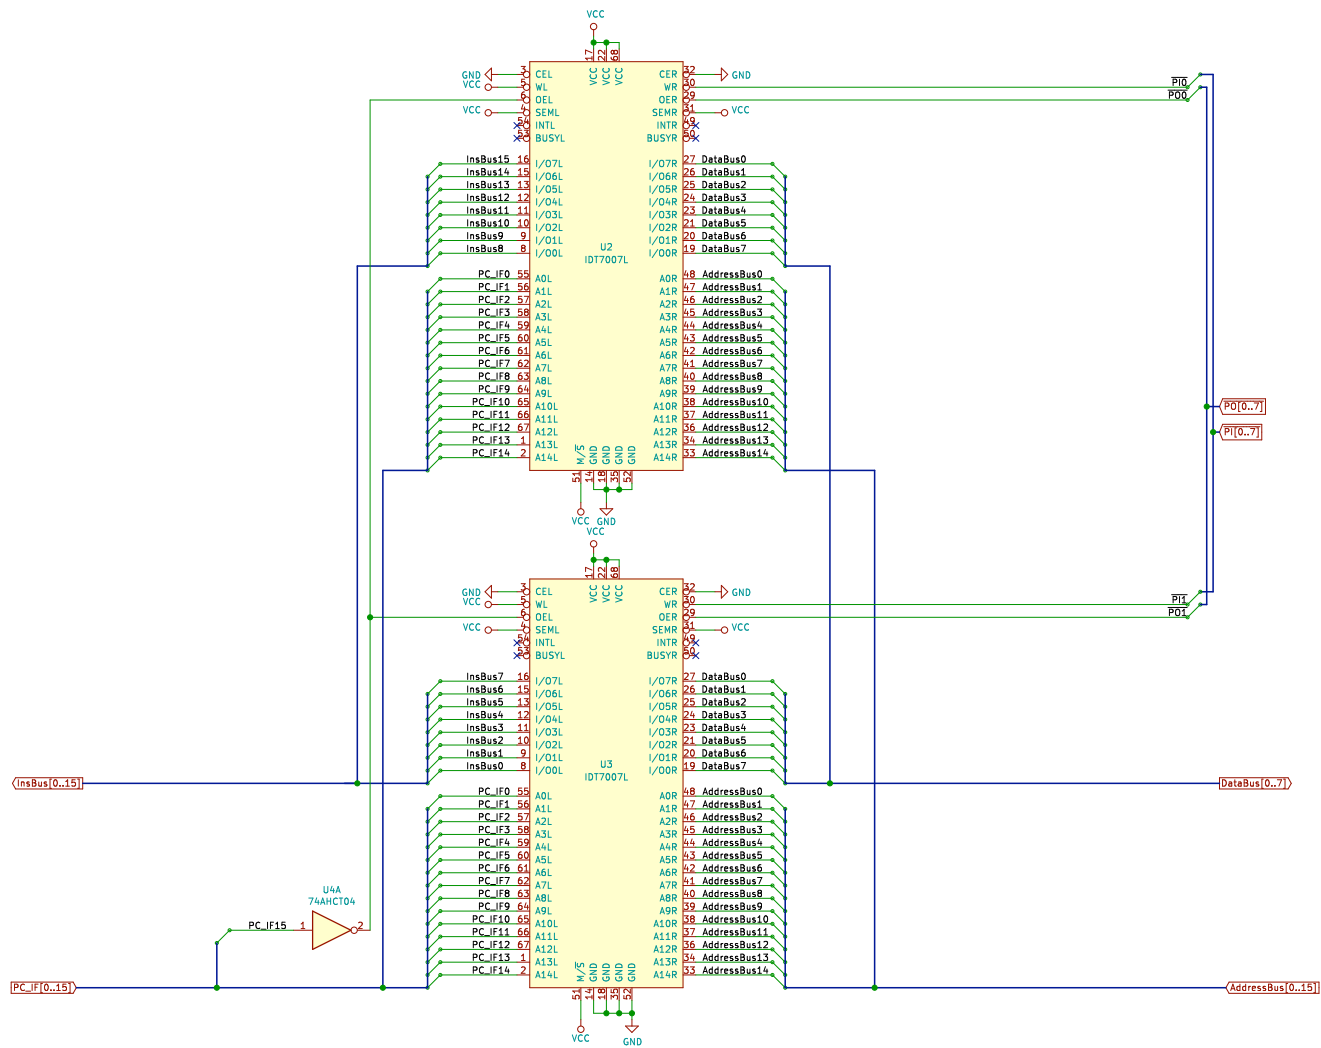 VCC
17 22 68
VCC VCC VCC
GND 3 CEL CER 32 GND
VCC 5 WL WR 30 PI0
6 OEL OER 29 PO0
VCC 4 SEML SEMR 31 VCC
54 INTL INTR 49
53 BUSYL BUSYR 50
InsBus15 16 I/O7L I/O7R 27 DataBus0
InsBus14 15 I/O6L I/O6R 26 DataBus1
InsBus13 13 I/O5L I/O5R 25 DataBus2
InsBus12 12 I/O4L I/O4R 24 DataBus3
InsBus11 11 I/O3L I/O3R 23 DataBus4
InsBus10 10 I/O2L I/O2R 21 DataBus5
InsBus9 9 I/O1L I/O1R 20 DataBus6
InsBus8 8 I/O0L I/O0R 19 DataBus7
U2
IDT7007L
PC_IF0 55 A0L A0R 48 AddressBus0
PC_IF1 56 A1L A1R 47 AddressBus1
PC_IF2 57 A2L A2R 46 AddressBus2
PC_IF3 58 A3L A3R 45 AddressBus3
PC_IF4 59 A4L A4R 44 AddressBus4
PC_IF5 60 A5L A5R 43 AddressBus5
PC_IF6 61 A6L A6R 42 AddressBus6
PC_IF7 62 A7L A7R 41 AddressBus7
PC_IF8 63 A8L A8R 40 AddressBus8
PC_IF9 64 A9L A9R 39 AddressBus9
PC_IF10 65 A10L A10R 38 AddressBus10
PO[0..7]
PC_IF11 66 A11L A11R 37 AddressBus11
PC_IF12 67 A12L A12R 36 AddressBus12
PI[0..7]
PC_IF13 1 A13L A13R 34 AddressBus13
PC_IF14 2 A14L A14R 33 AddressBus14
M/S GND GND GND GND
51 14 18 35 52
VCC GND
VCC
17 22 68
VCC VCC VCC
GND 3 CEL CER 32 GND
VCC 5 WL WR 30 PI1
6 OEL OER 29 PO1
VCC 4 SEML SEMR 31 VCC
54 INTL INTR 49
53 BUSYL BUSYR 50
InsBus7 16 I/O7L I/O7R 27 DataBus0
InsBus6 15 I/O6L I/O6R 26 DataBus1
InsBus5 13 I/O5L I/O5R 25 DataBus2
InsBus4 12 I/O4L I/O4R 24 DataBus3
InsBus3 11 I/O3L I/O3R 23 DataBus4
InsBus2 10 I/O2L I/O2R 21 DataBus5
InsBus1 9 I/O1L I/O1R 20 DataBus6
InsBus0 8 I/O0L I/O0R 19 DataBus7
U3
IDT7007L
InsBus[0..15] DataBus[0..7]
PC_IF0 55 A0L A0R 48 AddressBus0
PC_IF1 56 A1L A1R 47 AddressBus1
PC_IF2 57 A2L A2R 46 AddressBus2
PC_IF3 58 A3L A3R 45 AddressBus3
PC_IF4 59 A4L A4R 44 AddressBus4
PC_IF5 60 A5L A5R 43 AddressBus5
PC_IF6 61 A6L A6R 42 AddressBus6
PC_IF7 62 A7L A7R 41 AddressBus7
PC_IF8 63 A8L A8R 40 AddressBus8
PC_IF9 64 A9L A9R 39 AddressBus9
PC_IF10 65 A10L A10R 38 AddressBus10
PC_IF11 66 A11L A11R 37 AddressBus11
PC_IF12 67 A12L A12R 36 AddressBus12
PC_IF13 1 A13L A13R 34 AddressBus13
PC_IF14 2 A14L A14R 33 AddressBus14
U4A
74AHCT04
PC_IF15 1 2
M/S GND GND GND GND
PC_IF[0..15] AddressBus[0..15]
51 14 18 35 52
VCC GND